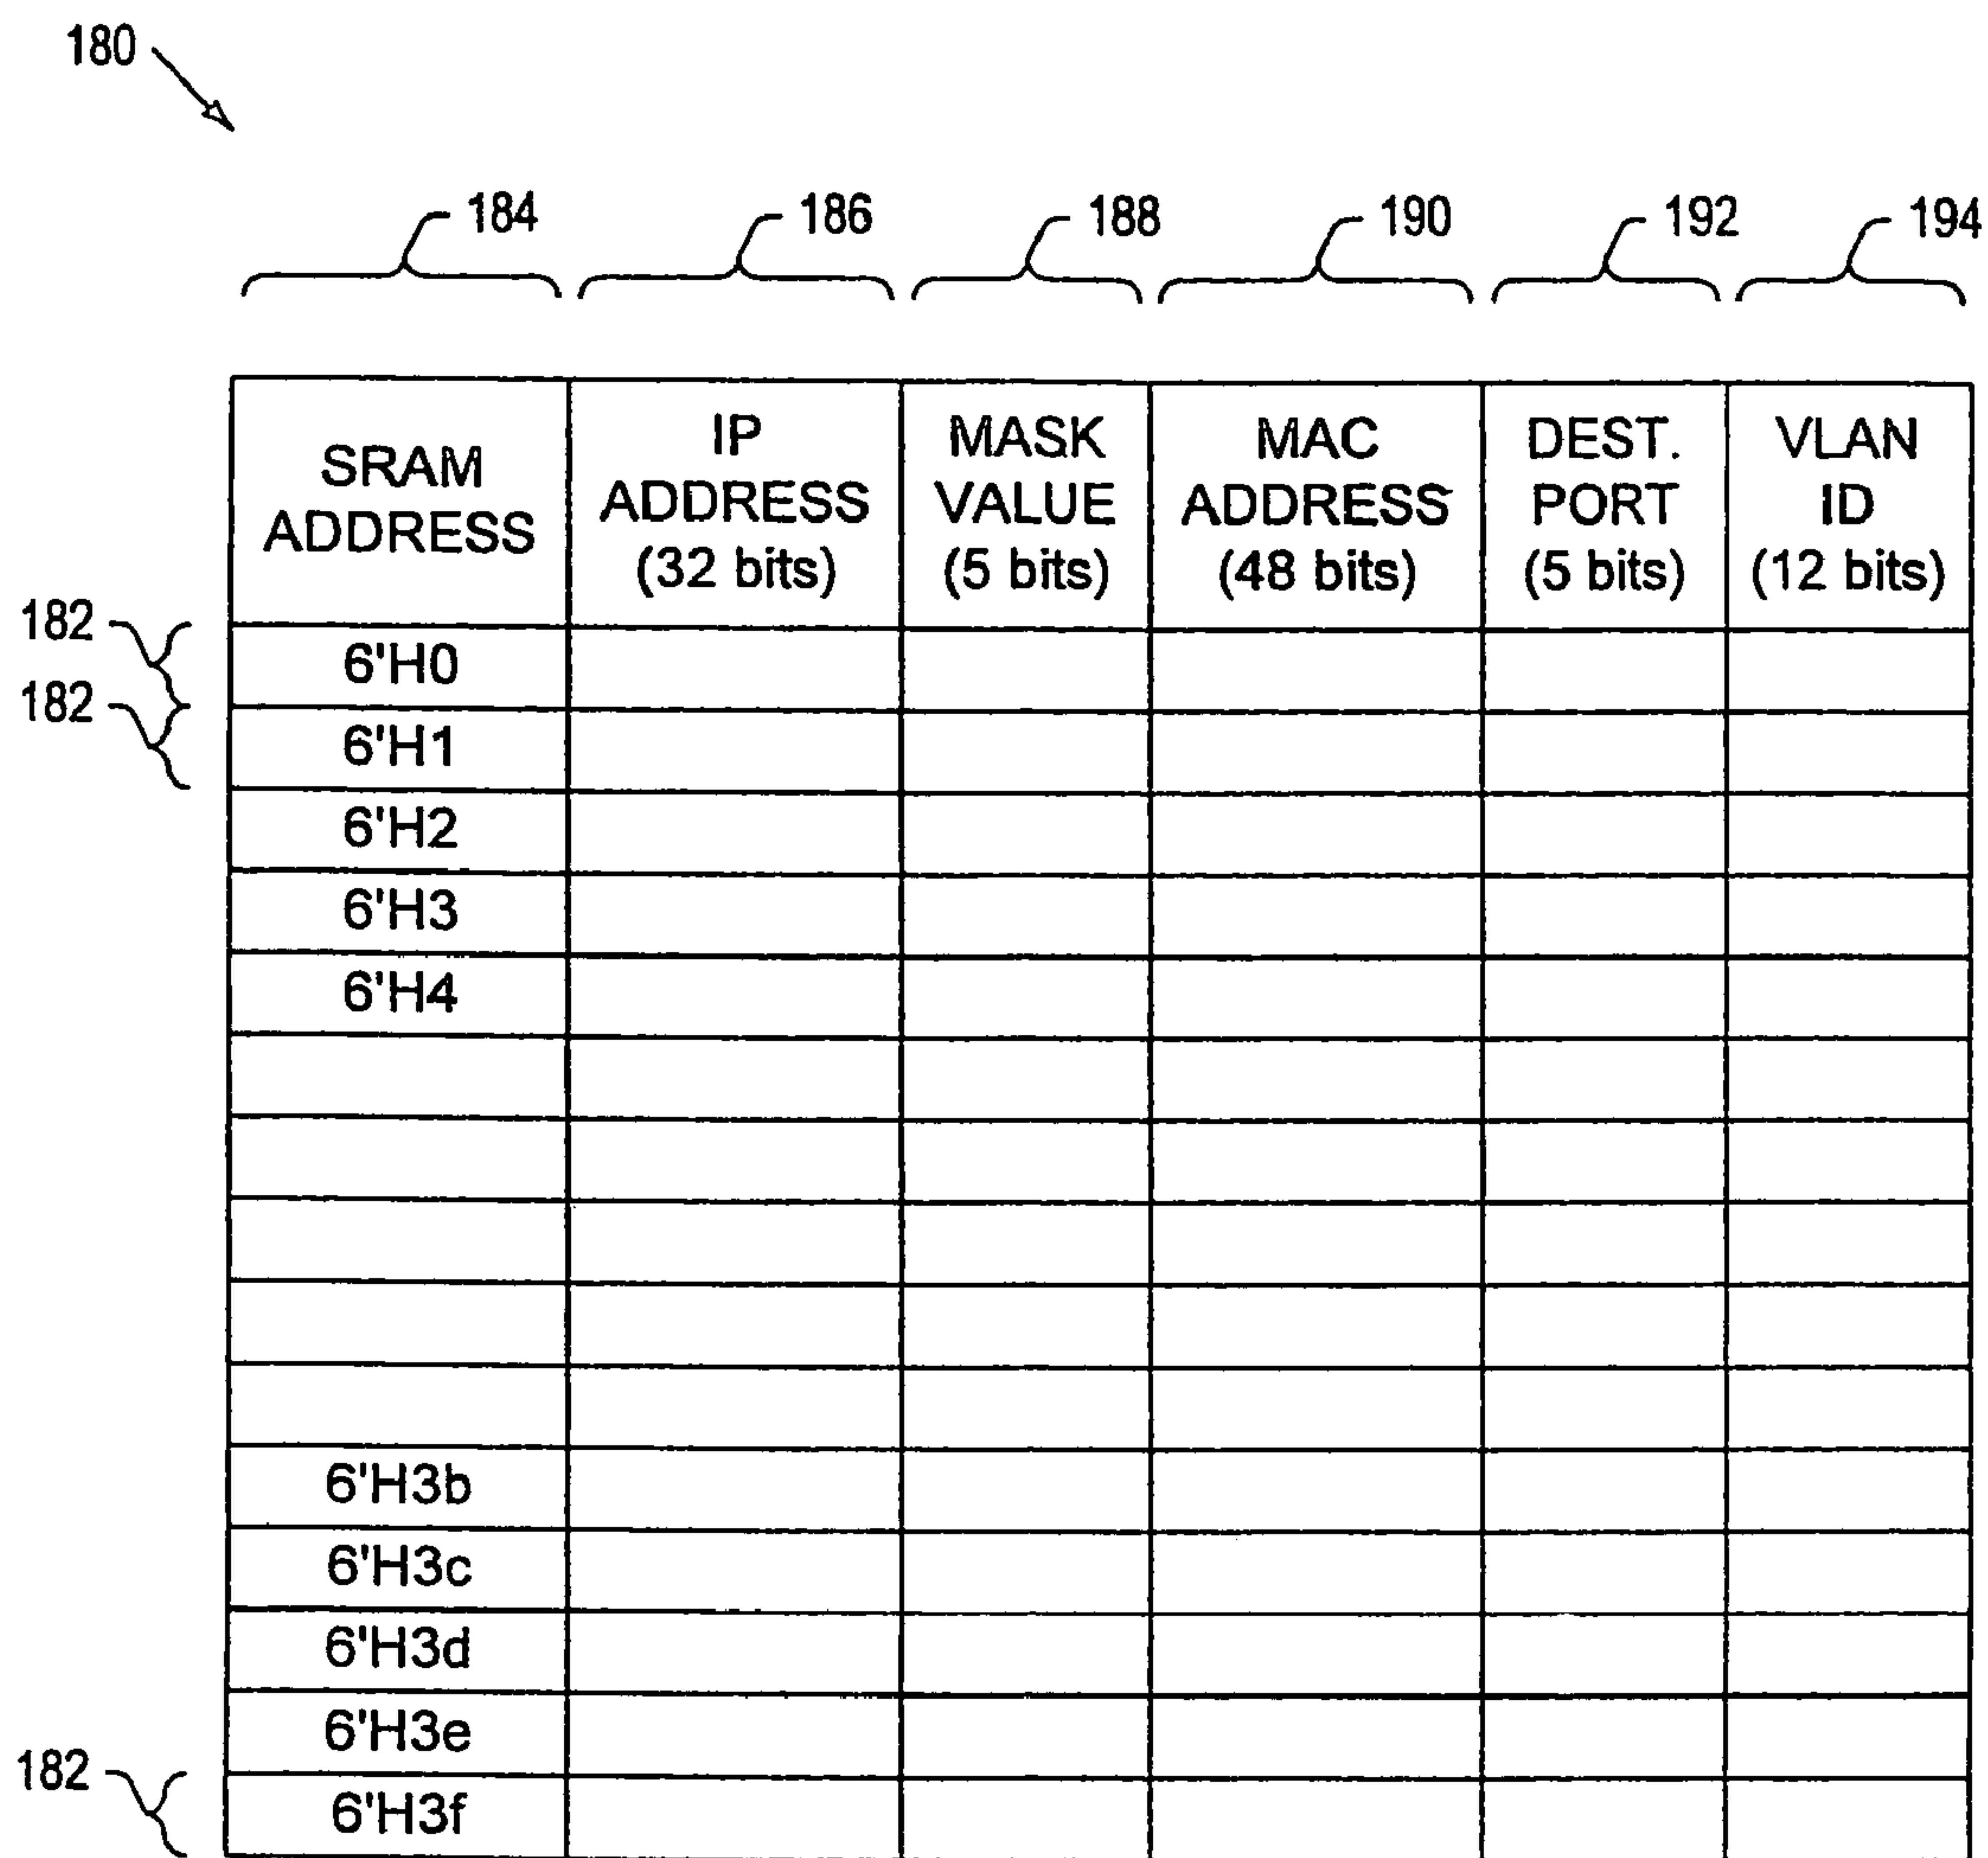 180
184 186 188 190 192 194
SRAM ADDRESS IP ADDRESS (32 bits) MASK VALUE (5 bits) MAC ADDRESS (48 bits) DEST. PORT (5 bits) VLAN ID (12 bits)
182
6'H0
182
6'H1
6'H2
6'H3
6'H4
6'H3b
6'H3c
6'H3d
6'H3e
182
6'H3f